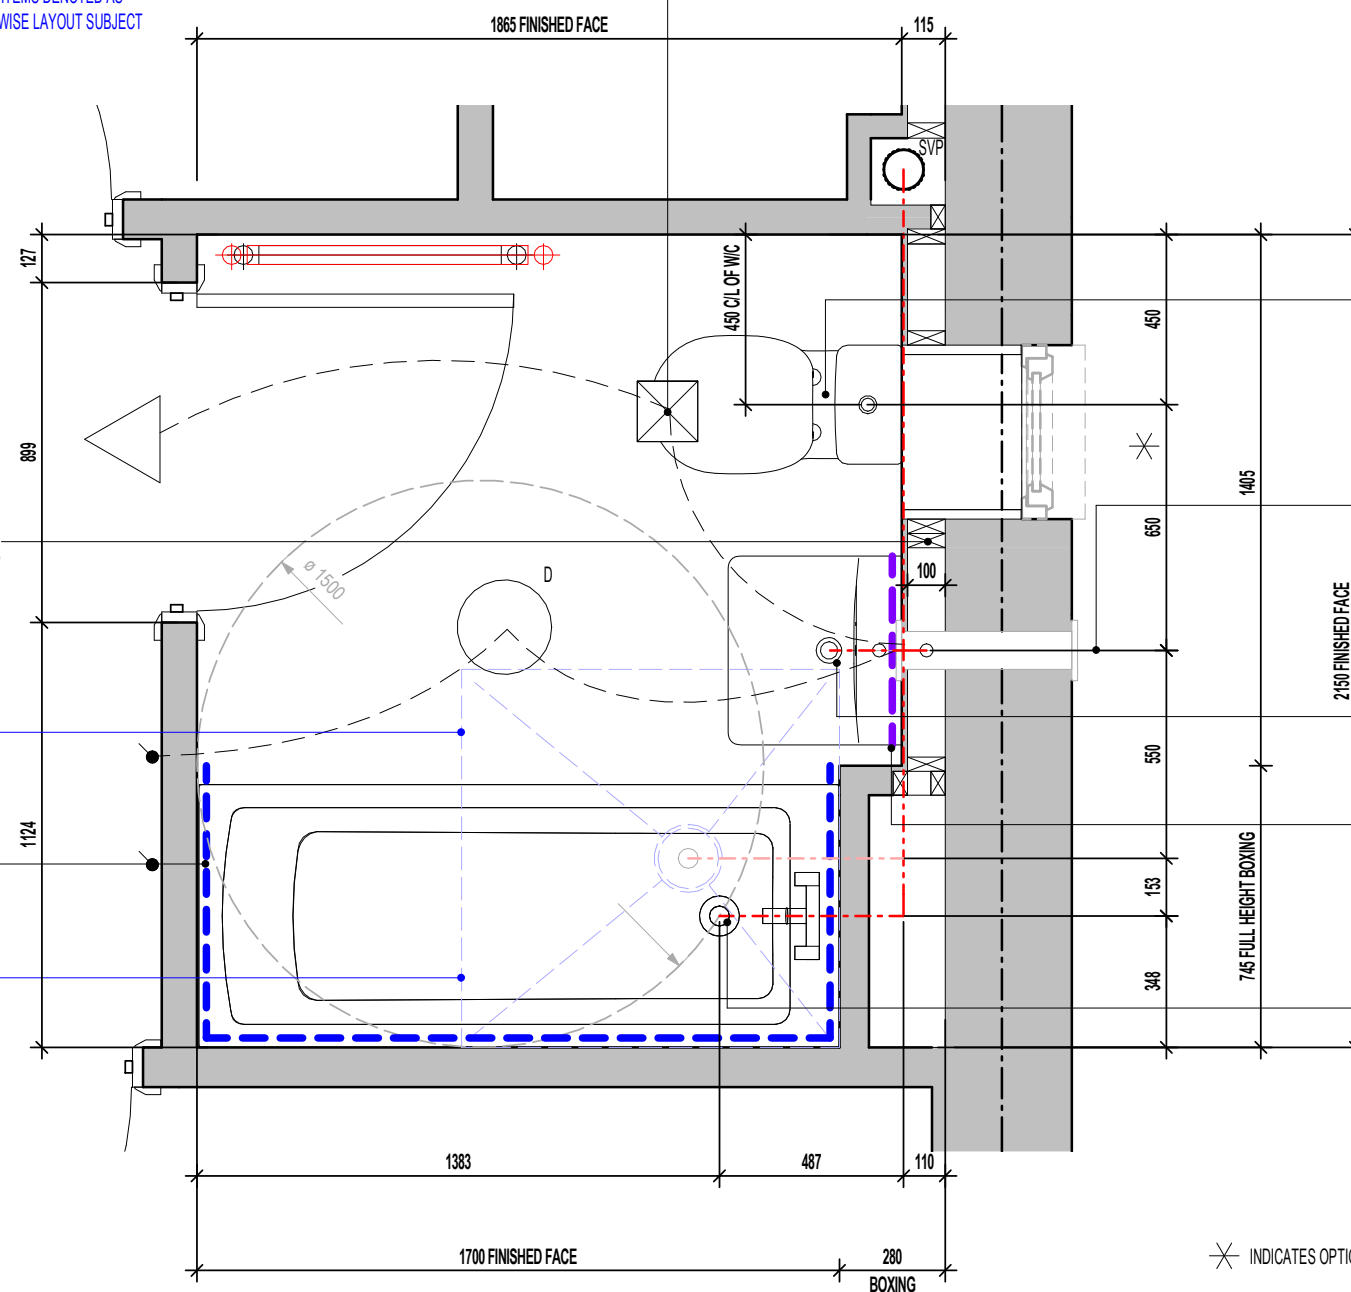 WISE LAYOUT SUBJECT
1865 FINISHED FACE
115
SVP
127
450 C/L OF W/C
450
899
1405
650
ø 1500
D
100
2150 FINISHED FACE
550
1124
153
745 FULL HEIGHT BOXING
348
1383
487
110
1700 FINISHED FACE
280
BOXING
INDICATES